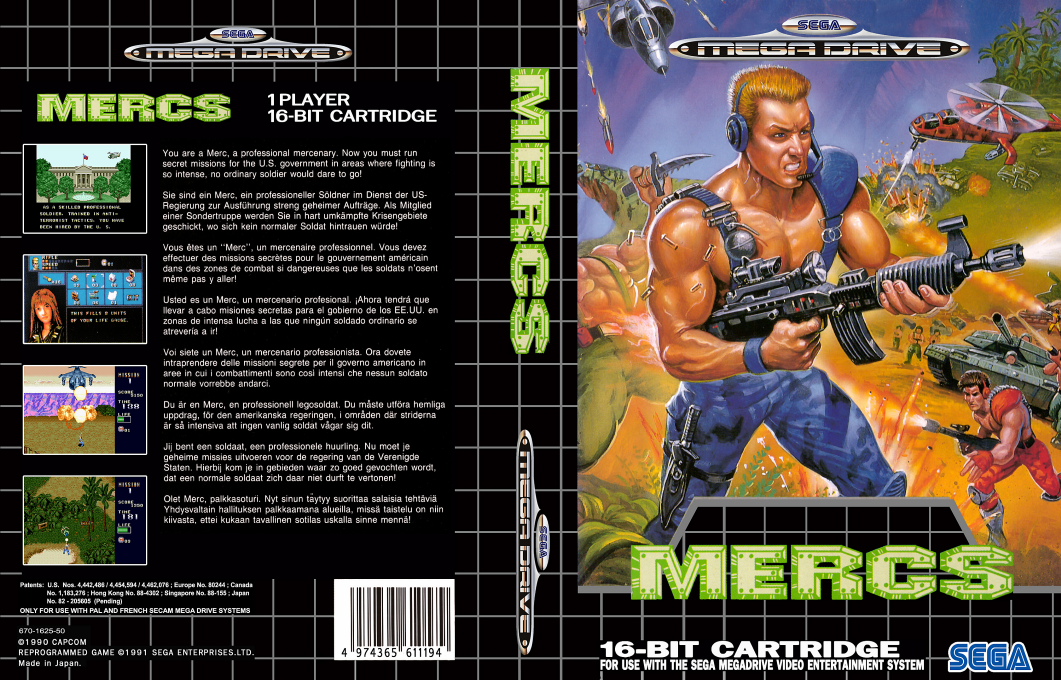 SEGA
MEGA DRIVE
MERCS
1 PLAYER
16-BIT CARTRIDGE
AS A SKILLED PROFESSIONAL
SOLDIER, TRAINED IN ANTI-
TERRORIST TACTICS, YOU HAVE
BEEN HIRED BY THE U. S.
THIS FILLS 8 UNITS
OF YOUR LIFE GAUGE.
MISSION
1
SCORE
TIME
198
LIFE
MISSION
1
SCORE
TIME
181
LIFE
You are a Merc, a professional mercenary. Now you must run
secret missions for the U.S. government in areas where fighting is
so intense, no ordinary soldier would dare to go!
Sie sind ein Merc, ein professioneller Söldner im Dienst der US-
Regierung zur Ausführung streng geheimer Aufträge. Als Mitglied
einer Sondertruppe werden Sie in hart umkämpfte Krisengebiete
geschickt, wo sich kein normaler Soldat hintrauen würde!
Vous êtes un ‘‘Merc’’, un mercenaire professionnel. Vous devez
effectuer des missions secrètes pour le gouvernement américain
dans des zones de combat si dangereuses que les soldats n'osent
même pas y aller!
Usted es un Merc, un mercenario profesional. ¡Ahora tendrá que
llevar a cabo misiones secretas para el gobierno de los EE.UU. en
zonas de intensa lucha a las que ningún soldado ordinario se
atrevería a ir!
Voi siete un Merc, un mercenario professionista. Ora dovete
intraprendere delle missioni segrete per il governo americano in
aree in cui i combattimenti sono così intensi che nessun soldato
normale vorrebbe andarci.
Du är en Merc, en professionell legosoldat. Du måste utföra hemliga
uppdrag, för den amerikanska regeringen, i områden där striderna
är så intensiva att ingen vanlig soldat vågar sig dit.
Jij bent een soldaat, een professionele huurling. Nu moet je
geheime missies uitvoeren voor de regering van de Verenigde
Staten. Hierbij kom je in gebieden waar zo goed gevochten wordt,
dat een normale soldaat zich daar niet durft te vertonen!
Olet Merc, palkkasoturi. Nyt sinun täytyy suorittaa salaisia tehtäviä
Yhdysvaltain hallituksen palkkaamana alueilla, missä taistelu on niin
kiivasta, ettei kukaan tavallinen sotilas uskalla sinne mennä!
Patents: U.S. Nos. 4,442,486 / 4,454,594 / 4,462,076 ; Europe No. 80244 ; Canada
No. 1,183,276 ; Hong Kong No. 88-4302 ; Singapore No. 88-155 ; Japan
No. 82 - 205605 (Pending)
ONLY FOR USE WITH PAL AND FRENCH SECAM MEGA DRIVE SYSTEMS
670-1625-50
©1990 CAPCOM
REPROGRAMMED GAME ©1991 SEGA ENTERPRISES.LTD.
Made in Japan.
4 974365 611194
MERCS
SEGA
MEGA DRIVE
SEGA
MEGA DRIVE
MERCS
16-BIT CARTRIDGE
FOR USE WITH THE SEGA MEGADRIVE VIDEO ENTERTAINMENT SYSTEM
SEGA